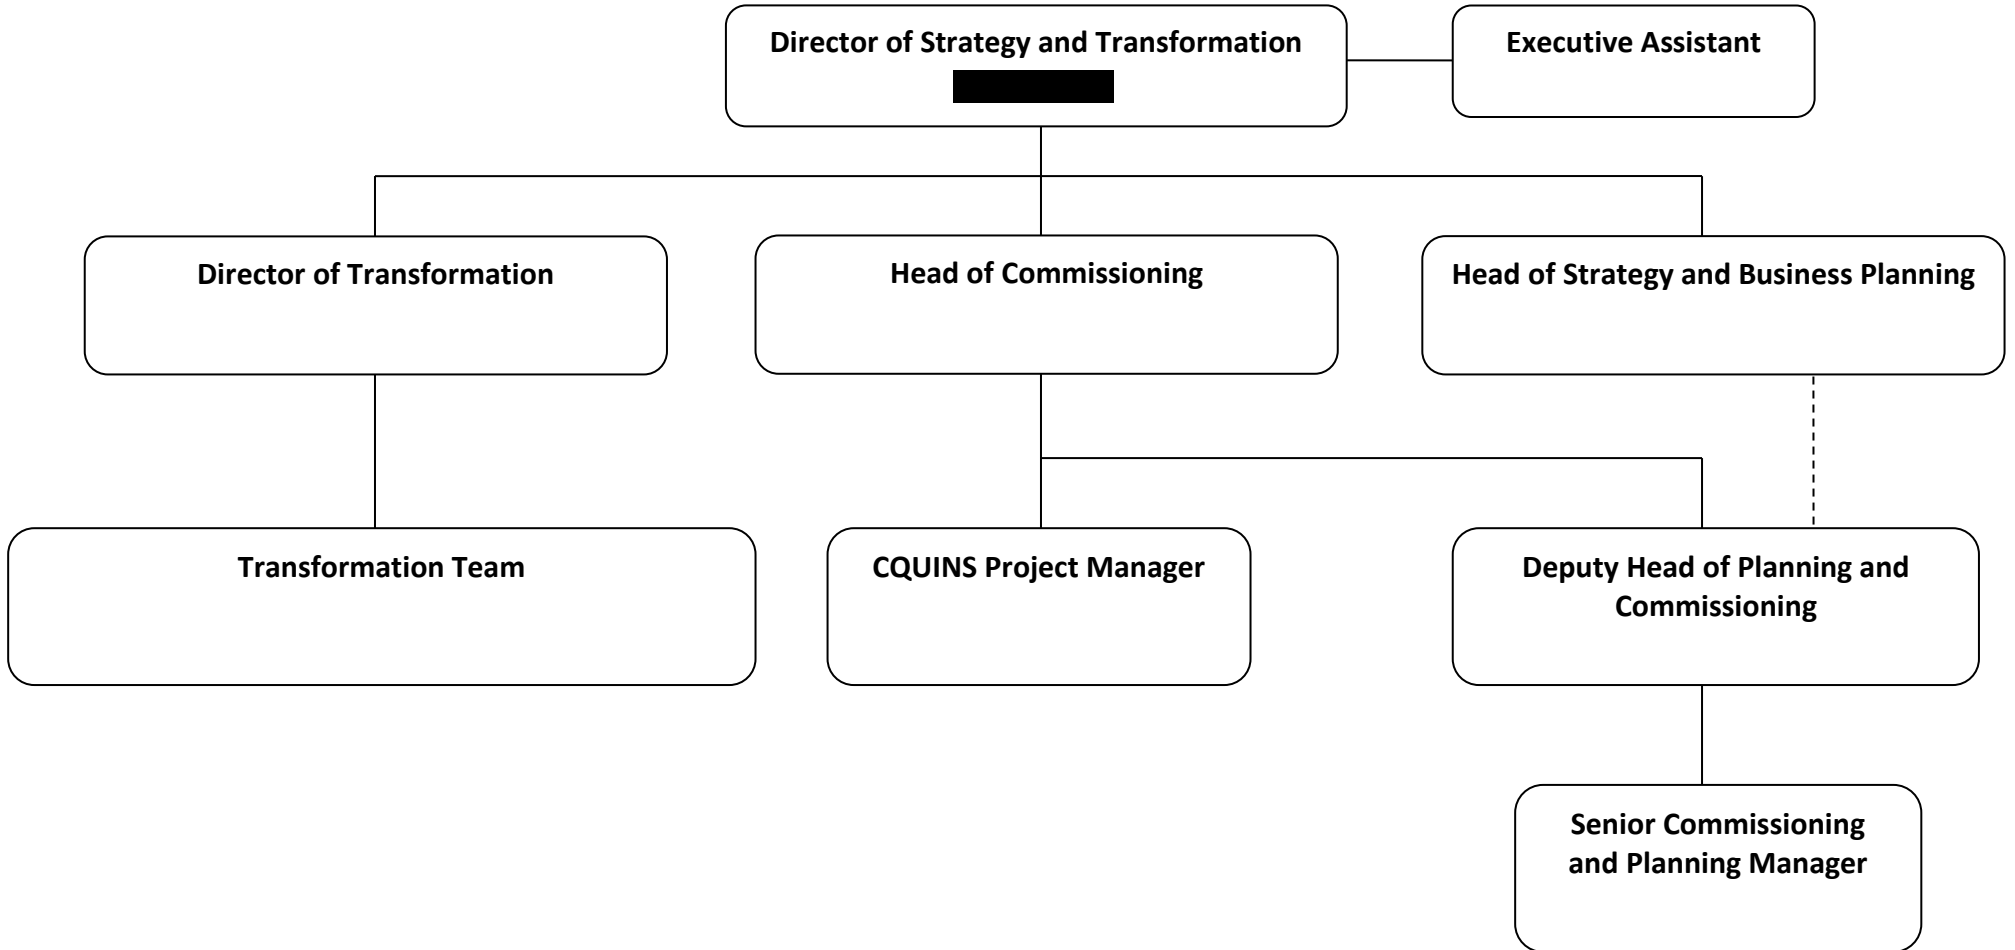 Director of Strategy and Transformation
Executive Assistant
Director of Transformation
Head of Commissioning
Head of Strategy and Business Planning
Transformation Team
CQUINS Project Manager
Deputy Head of Planning and
Commissioning
Senior Commissioning
and Planning Manager